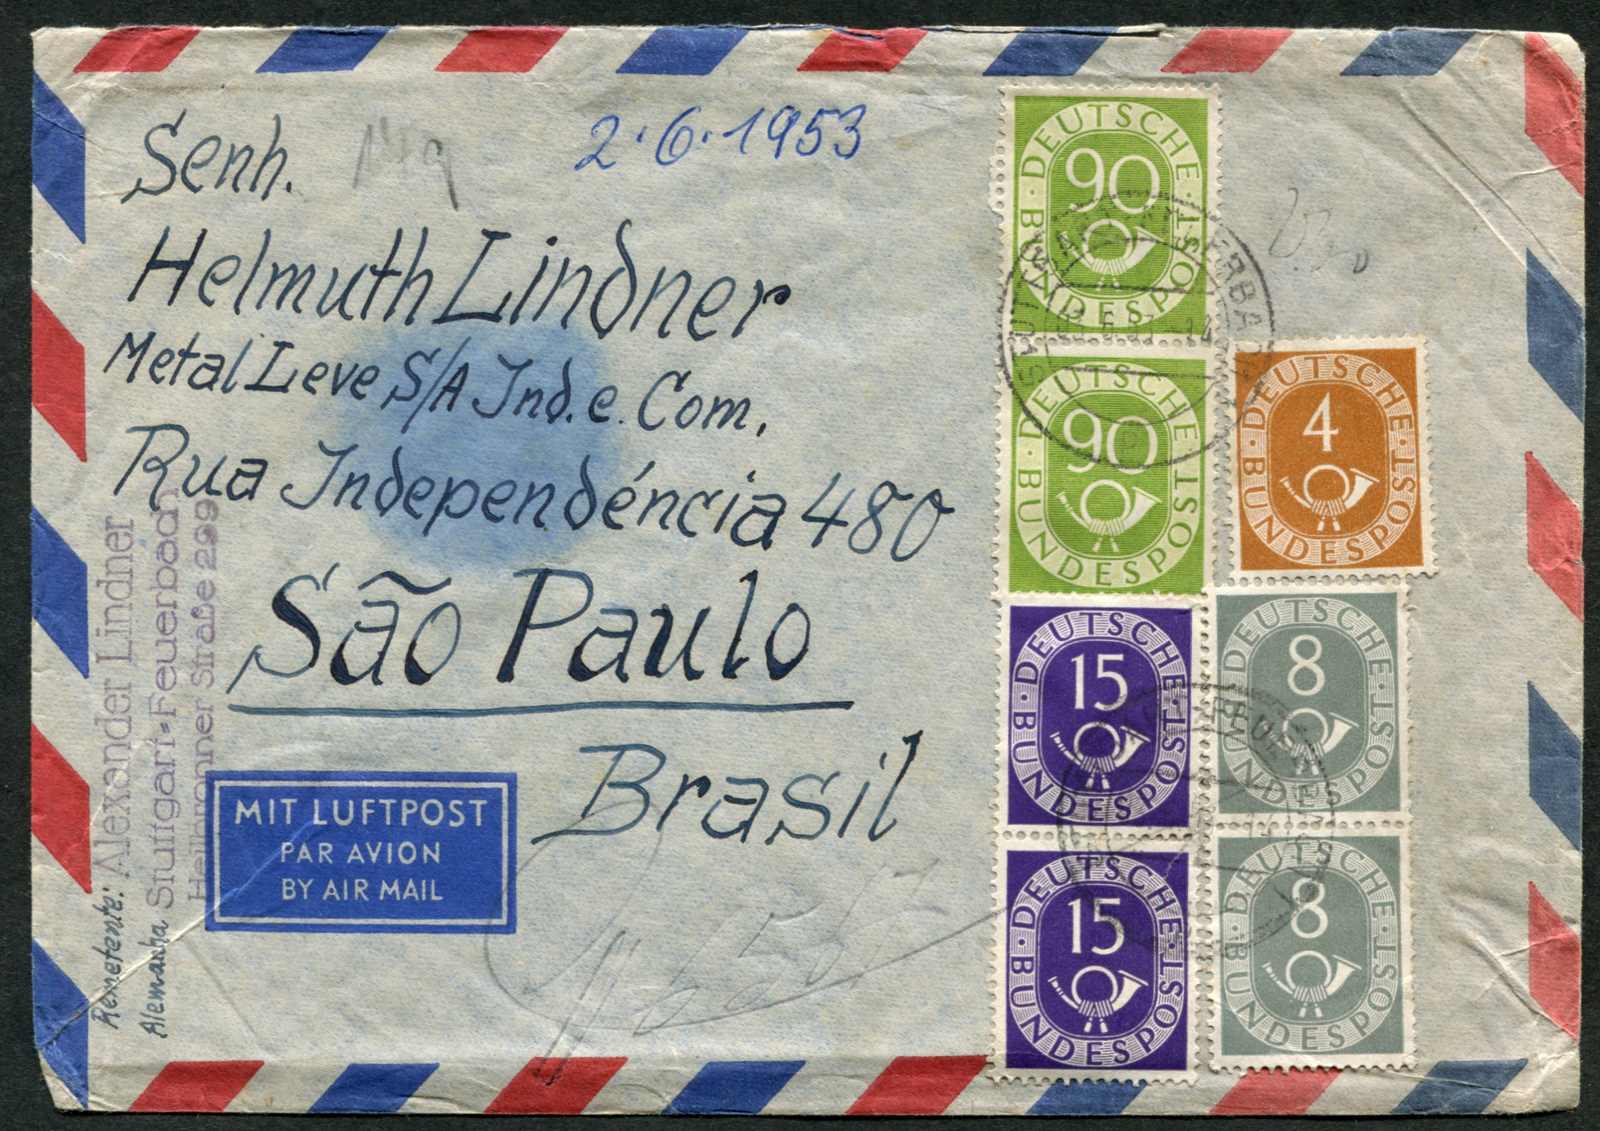 2.6.1953
Senh.
Helmuth Lindner
Metal Leve S/A Ind. e. Com.
Rua Independéncia 480
São Paulo
Brasil
MIT LUFTPOST
PAR AVION
BY AIR MAIL
Remetente: Alexander Lindner
Stuttgart-Feuerbach
Heilbronner Straße 299
Alemanha
DEUTSCHE BUNDESPOST
90
DEUTSCHE BUNDESPOST
90
DEUTSCHE BUNDESPOST
4
DEUTSCHE BUNDESPOST
15
DEUTSCHE BUNDESPOST
8
DEUTSCHE BUNDESPOST
15
DEUTSCHE BUNDESPOST
8